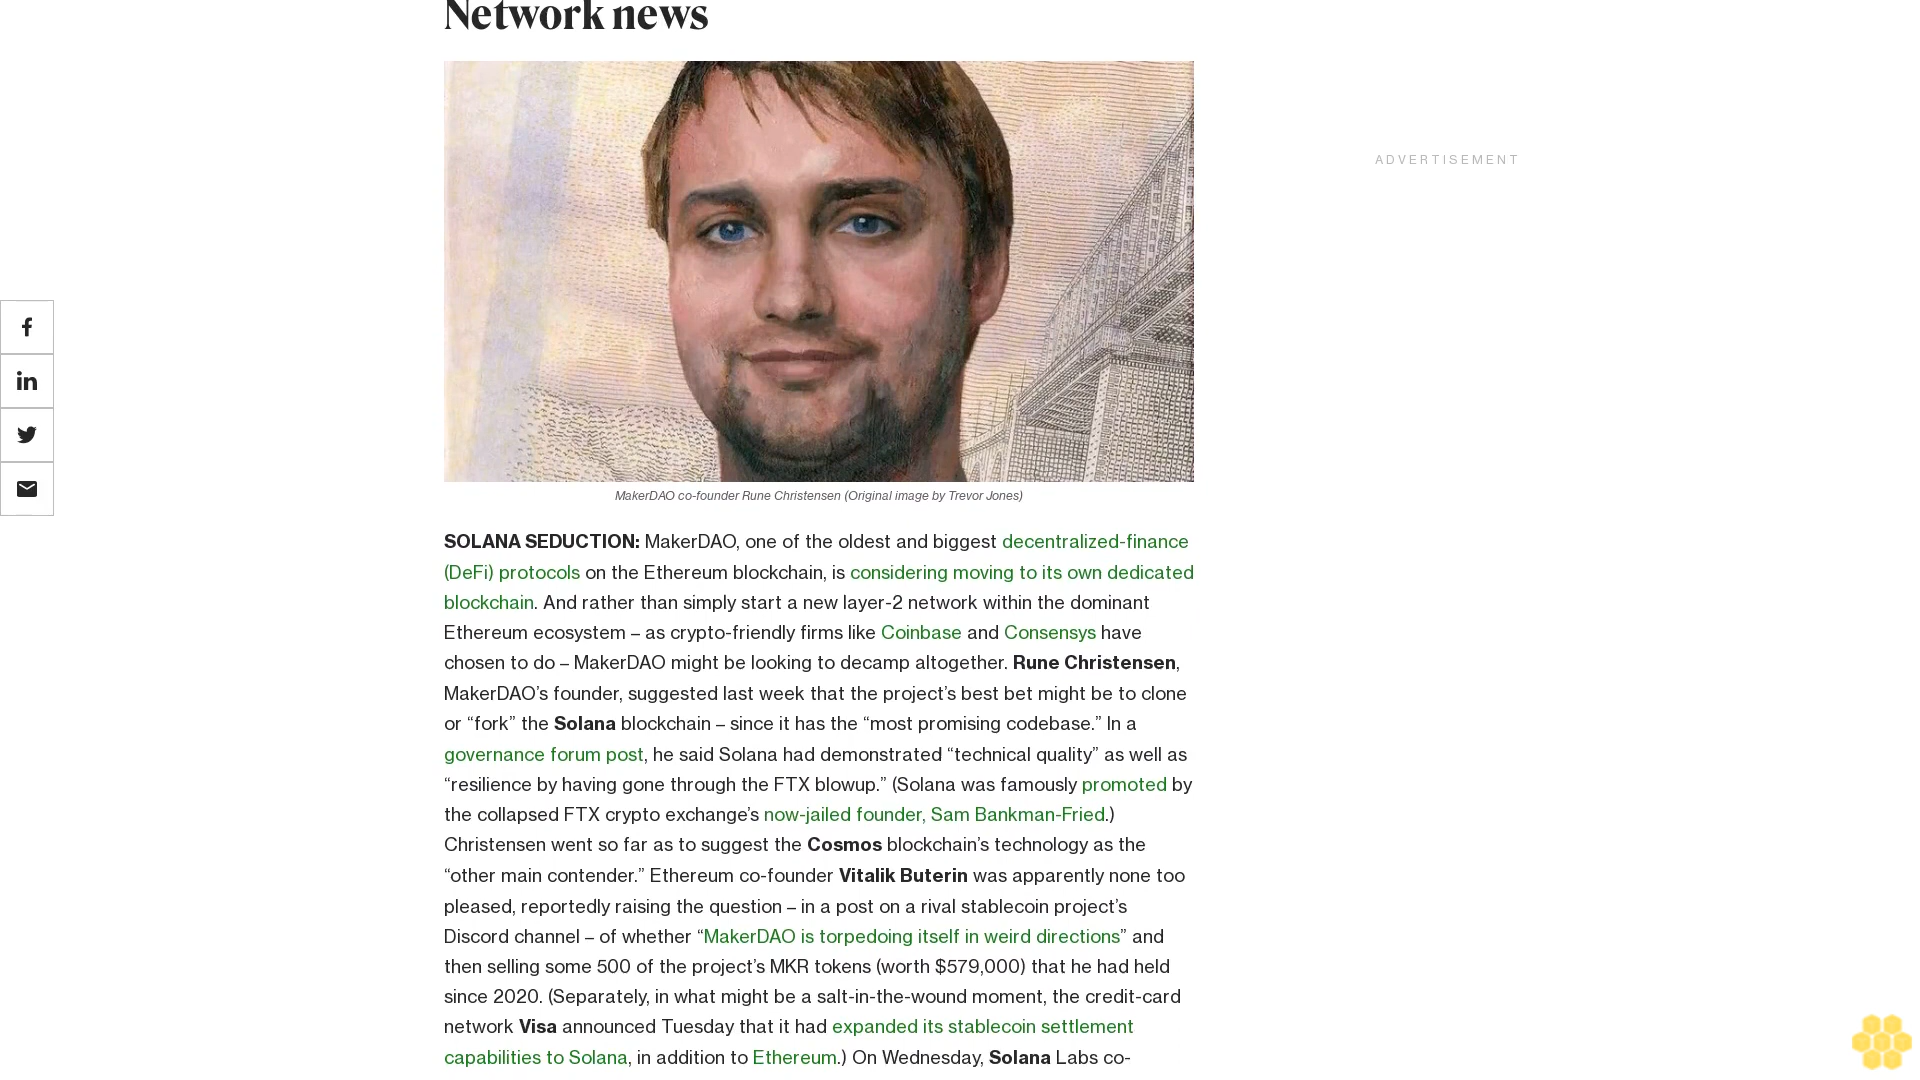 Network news
ADVERTISEMENT
MakerDAO co-founder Rune Christensen (Original image by Trevor Jones)
SOLANA SEDUCTION: MakerDAO, one of the oldest and biggest decentralized-finance
(DeFi) protocols on the Ethereum blockchain, is considering moving to its own dedicated
blockchain. And rather than simply start a new layer-2 network within the dominant
Ethereum ecosystem – as crypto-friendly firms like Coinbase and Consensys have
chosen to do – MakerDAO might be looking to decamp altogether. Rune Christensen,
MakerDAO’s founder, suggested last week that the project’s best bet might be to clone
or “fork” the Solana blockchain – since it has the “most promising codebase.” In a
governance forum post, he said Solana had demonstrated “technical quality” as well as
“resilience by having gone through the FTX blowup.” (Solana was famously promoted by
the collapsed FTX crypto exchange’s now-jailed founder, Sam Bankman-Fried.)
Christensen went so far as to suggest the Cosmos blockchain’s technology as the
“other main contender.” Ethereum co-founder Vitalik Buterin was apparently none too
pleased, reportedly raising the question – in a post on a rival stablecoin project’s
Discord channel – of whether “MakerDAO is torpedoing itself in weird directions” and
then selling some 500 of the project’s MKR tokens (worth $579,000) that he had held
since 2020. (Separately, in what might be a salt-in-the-wound moment, the credit-card
network Visa announced Tuesday that it had expanded its stablecoin settlement
capabilities to Solana, in addition to Ethereum.) On Wednesday, Solana Labs co-